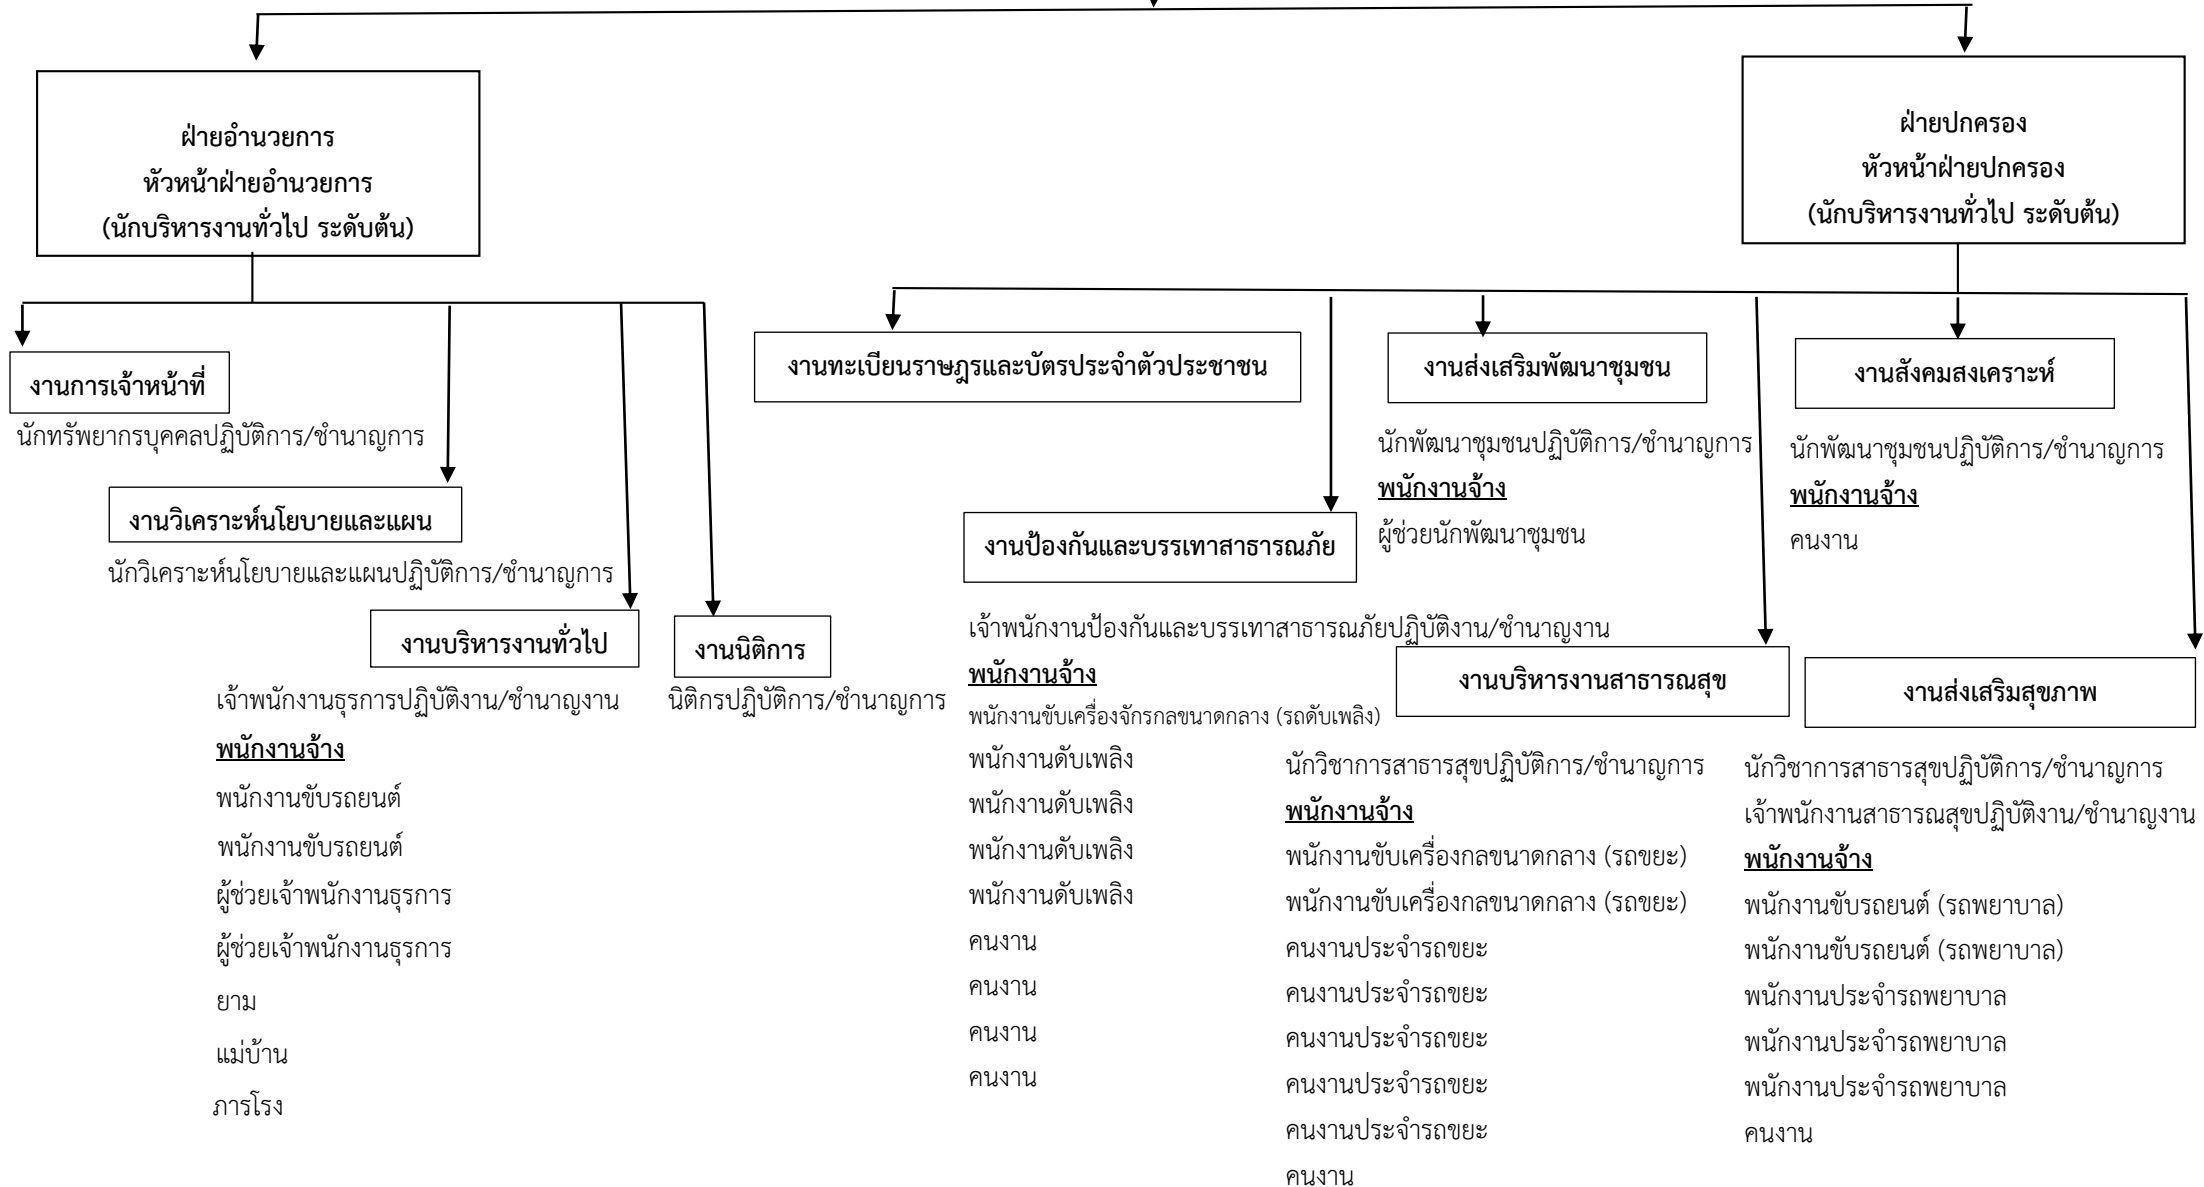 ฝ่ายอำนวยการ
หัวหน้าฝ่ายอำนวยการ
(นักบริหารงานทั่วไป ระดับต้น)
ฝ่ายปกครอง
หัวหน้าฝ่ายปกครอง
(นักบริหารงานทั่วไป ระดับต้น)
งานการเจ้าหน้าที่
นักทรัพยากรบุคคลปฏิบัติการ/ชำนาญการ
งานวิเคราะห์นโยบายและแผน
นักวิเคราะห์นโยบายและแผนปฏิบัติการ/ชำนาญการ
งานบริหารงานทั่วไป
เจ้าพนักงานธุรการปฏิบัติงาน/ชำนาญงาน
พนักงานจ้าง
พนักงานขับรถยนต์
พนักงานขับรถยนต์
ผู้ช่วยเจ้าพนักงานธุรการ
ผู้ช่วยเจ้าพนักงานธุรการ
ยาม
แม่บ้าน
ภารโรง
งานนิติการ
นิติกรปฏิบัติการ/ชำนาญการ
งานทะเบียนราษฎรและบัตรประจำตัวประชาชน
งานป้องกันและบรรเทาสาธารณภัย
เจ้าพนักงานป้องกันและบรรเทาสาธารณภัยปฏิบัติงาน/ชำนาญงาน
พนักงานจ้าง
พนักงานขับเครื่องจักรกลขนาดกลาง (รถดับเพลิง)
พนักงานดับเพลิง
พนักงานดับเพลิง
พนักงานดับเพลิง
พนักงานดับเพลิง
คนงาน
คนงาน
คนงาน
คนงาน
งานส่งเสริมพัฒนาชุมชน
นักพัฒนาชุมชนปฏิบัติการ/ชำนาญการ
พนักงานจ้าง
ผู้ช่วยนักพัฒนาชุมชน
งานบริหารงานสาธารณสุข
นักวิชาการสาธารสุขปฏิบัติการ/ชำนาญการ
พนักงานจ้าง
พนักงานขับเครื่องกลขนาดกลาง (รถขยะ)
พนักงานขับเครื่องกลขนาดกลาง (รถขยะ)
คนงานประจำรถขยะ
คนงานประจำรถขยะ
คนงานประจำรถขยะ
คนงานประจำรถขยะ
คนงานประจำรถขยะ
คนงาน
งานสังคมสงเคราะห์
นักพัฒนาชุมชนปฏิบัติการ/ชำนาญการ
พนักงานจ้าง
คนงาน
งานส่งเสริมสุขภาพ
นักวิชาการสาธารสุขปฏิบัติการ/ชำนาญการ
เจ้าพนักงานสาธารณสุขปฏิบัติงาน/ชำนาญงาน
พนักงานจ้าง
พนักงานขับรถยนต์ (รถพยาบาล)
พนักงานขับรถยนต์ (รถพยาบาล)
พนักงานประจำรถพยาบาล
พนักงานประจำรถพยาบาล
พนักงานประจำรถพยาบาล
คนงาน